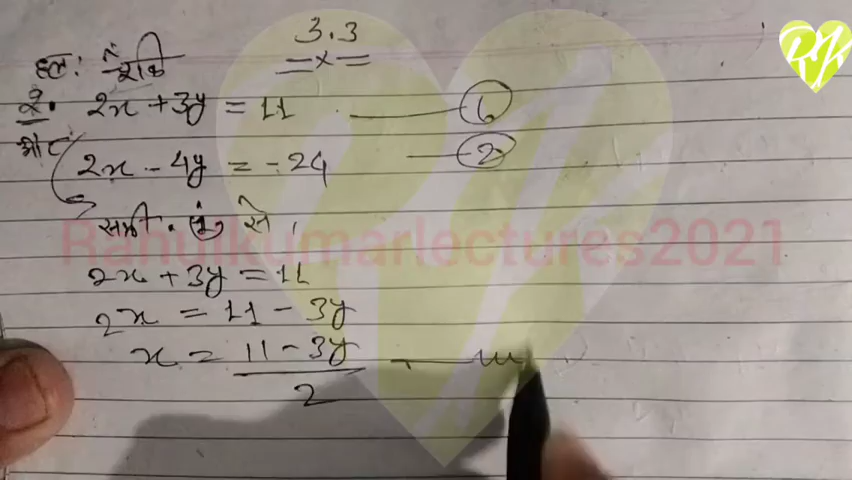 3.3
हल:
2. 2x + 3y = 11 ——— 1
और
2x - 4y = -24 —— 2
समी. 1 से,
2x + 3y = 11
2x = 11 - 3y
x = 11 - 3y / 2
Rahulkumarlectures2021
RK